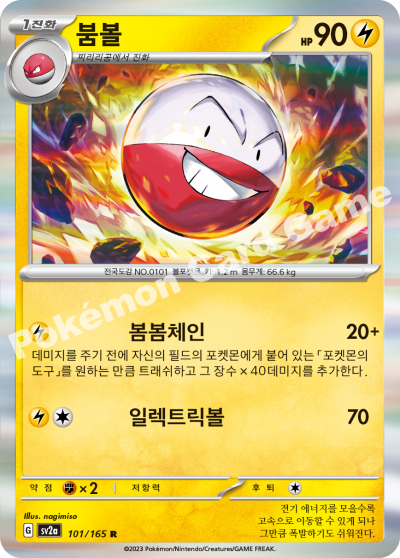 1진화
붐볼
HP 90
찌리리공에서 진화
전국도감 NO.0101 볼포켓몬 키: 1.2 m 몸무게: 66.6 kg
Pokémon Card Game
봄봄체인 20+
데미지를 주기 전에 자신의 필드의 포켓몬에게 붙어 있는 「포켓몬의
도구」를 원하는 만큼 트래쉬하고 그 장수 × 40데미지를 추가한다.
일렉트릭볼 70
약점 ×2 저항력 후퇴
Illus. nagimiso
G sv2a 101/165 R
전기 에너지를 모을수록
고속으로 이동할 수 있게 되나
그만큼 폭발하기도 쉬워진다.
©2023 Pokémon/Nintendo/Creatures/GAME FREAK.